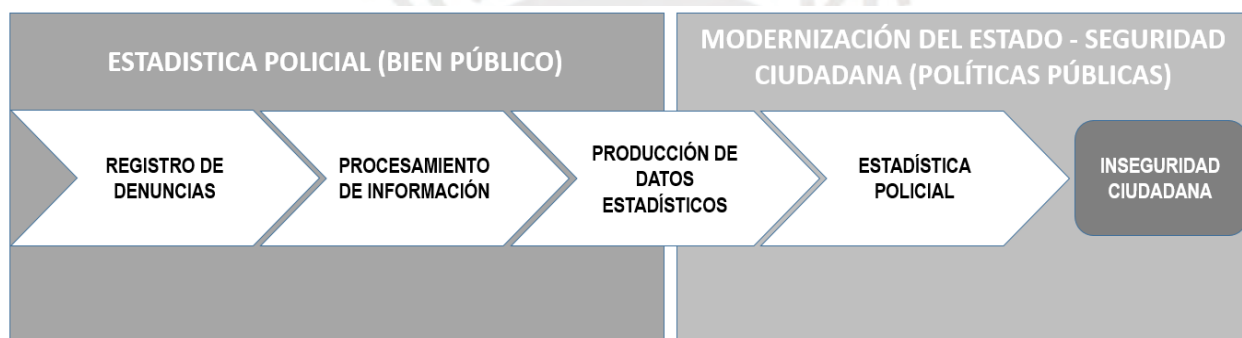 ESTADISTICA POLICIAL (BIEN PÚBLICO)
MODERNIZACIÓN DEL ESTADO - SEGURIDAD
CIUDADANA (POLÍTICAS PÚBLICAS)
REGISTRO DE
DENUNCIAS
PROCESAMIENTO
DE INFORMACIÓN
PRODUCCIÓN DE
DATOS
ESTADÍSTICOS
ESTADÍSTICA
POLICIAL
INSEGURIDAD
CIUDADANA